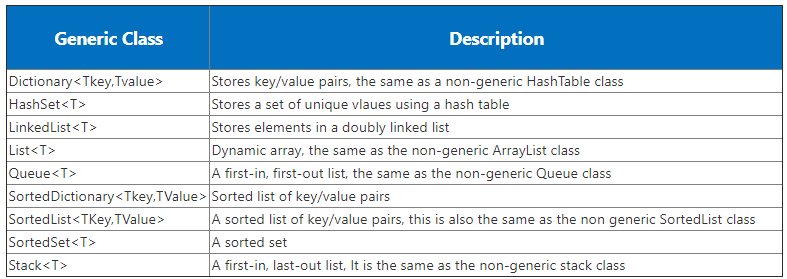 Generic Class Description
Dictionary<Tkey,Tvalue> Stores key/value pairs, the same as a non-generic HashTable class
HashSet<T> Stores a set of unique vlaues using a hash table
LinkedList<T> Stores elements in a doubly linked list
List<T> Dynamic array, the same as the non-generic ArrayList class
Queue<T> A first-in, first-out list, the same as the non-generic Queue class
SortedDictionary<Tkey,TValue> Sorted list of key/value pairs
SortedList<TKey,TValue> A sorted list of key/value pairs, this is also the same as the non generic SortedList class
SortedSet<T> A sorted set
Stack<T> A first-in, last-out list, It is the same as the non-generic stack class